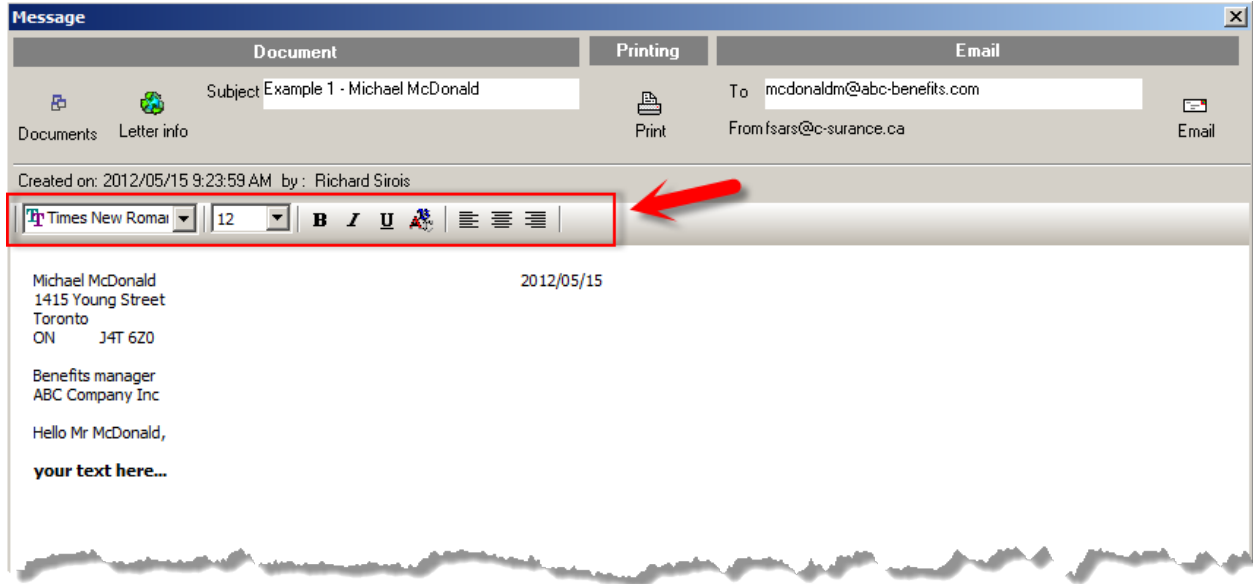 Message
Document Printing Email
Subject Example 1 - Michael McDonald To mcdonaldm@abc-benefits.com
Documents Letter info Print From fsars@c-surance.ca Email
Created on: 2012/05/15 9:23:59 AM by : Richard Sirois
Times New Romai 12 B I U
Michael McDonald 2012/05/15
1415 Young Street
Toronto
ON J4T 6Z0
Benefits manager
ABC Company Inc
Hello Mr McDonald,
your text here...